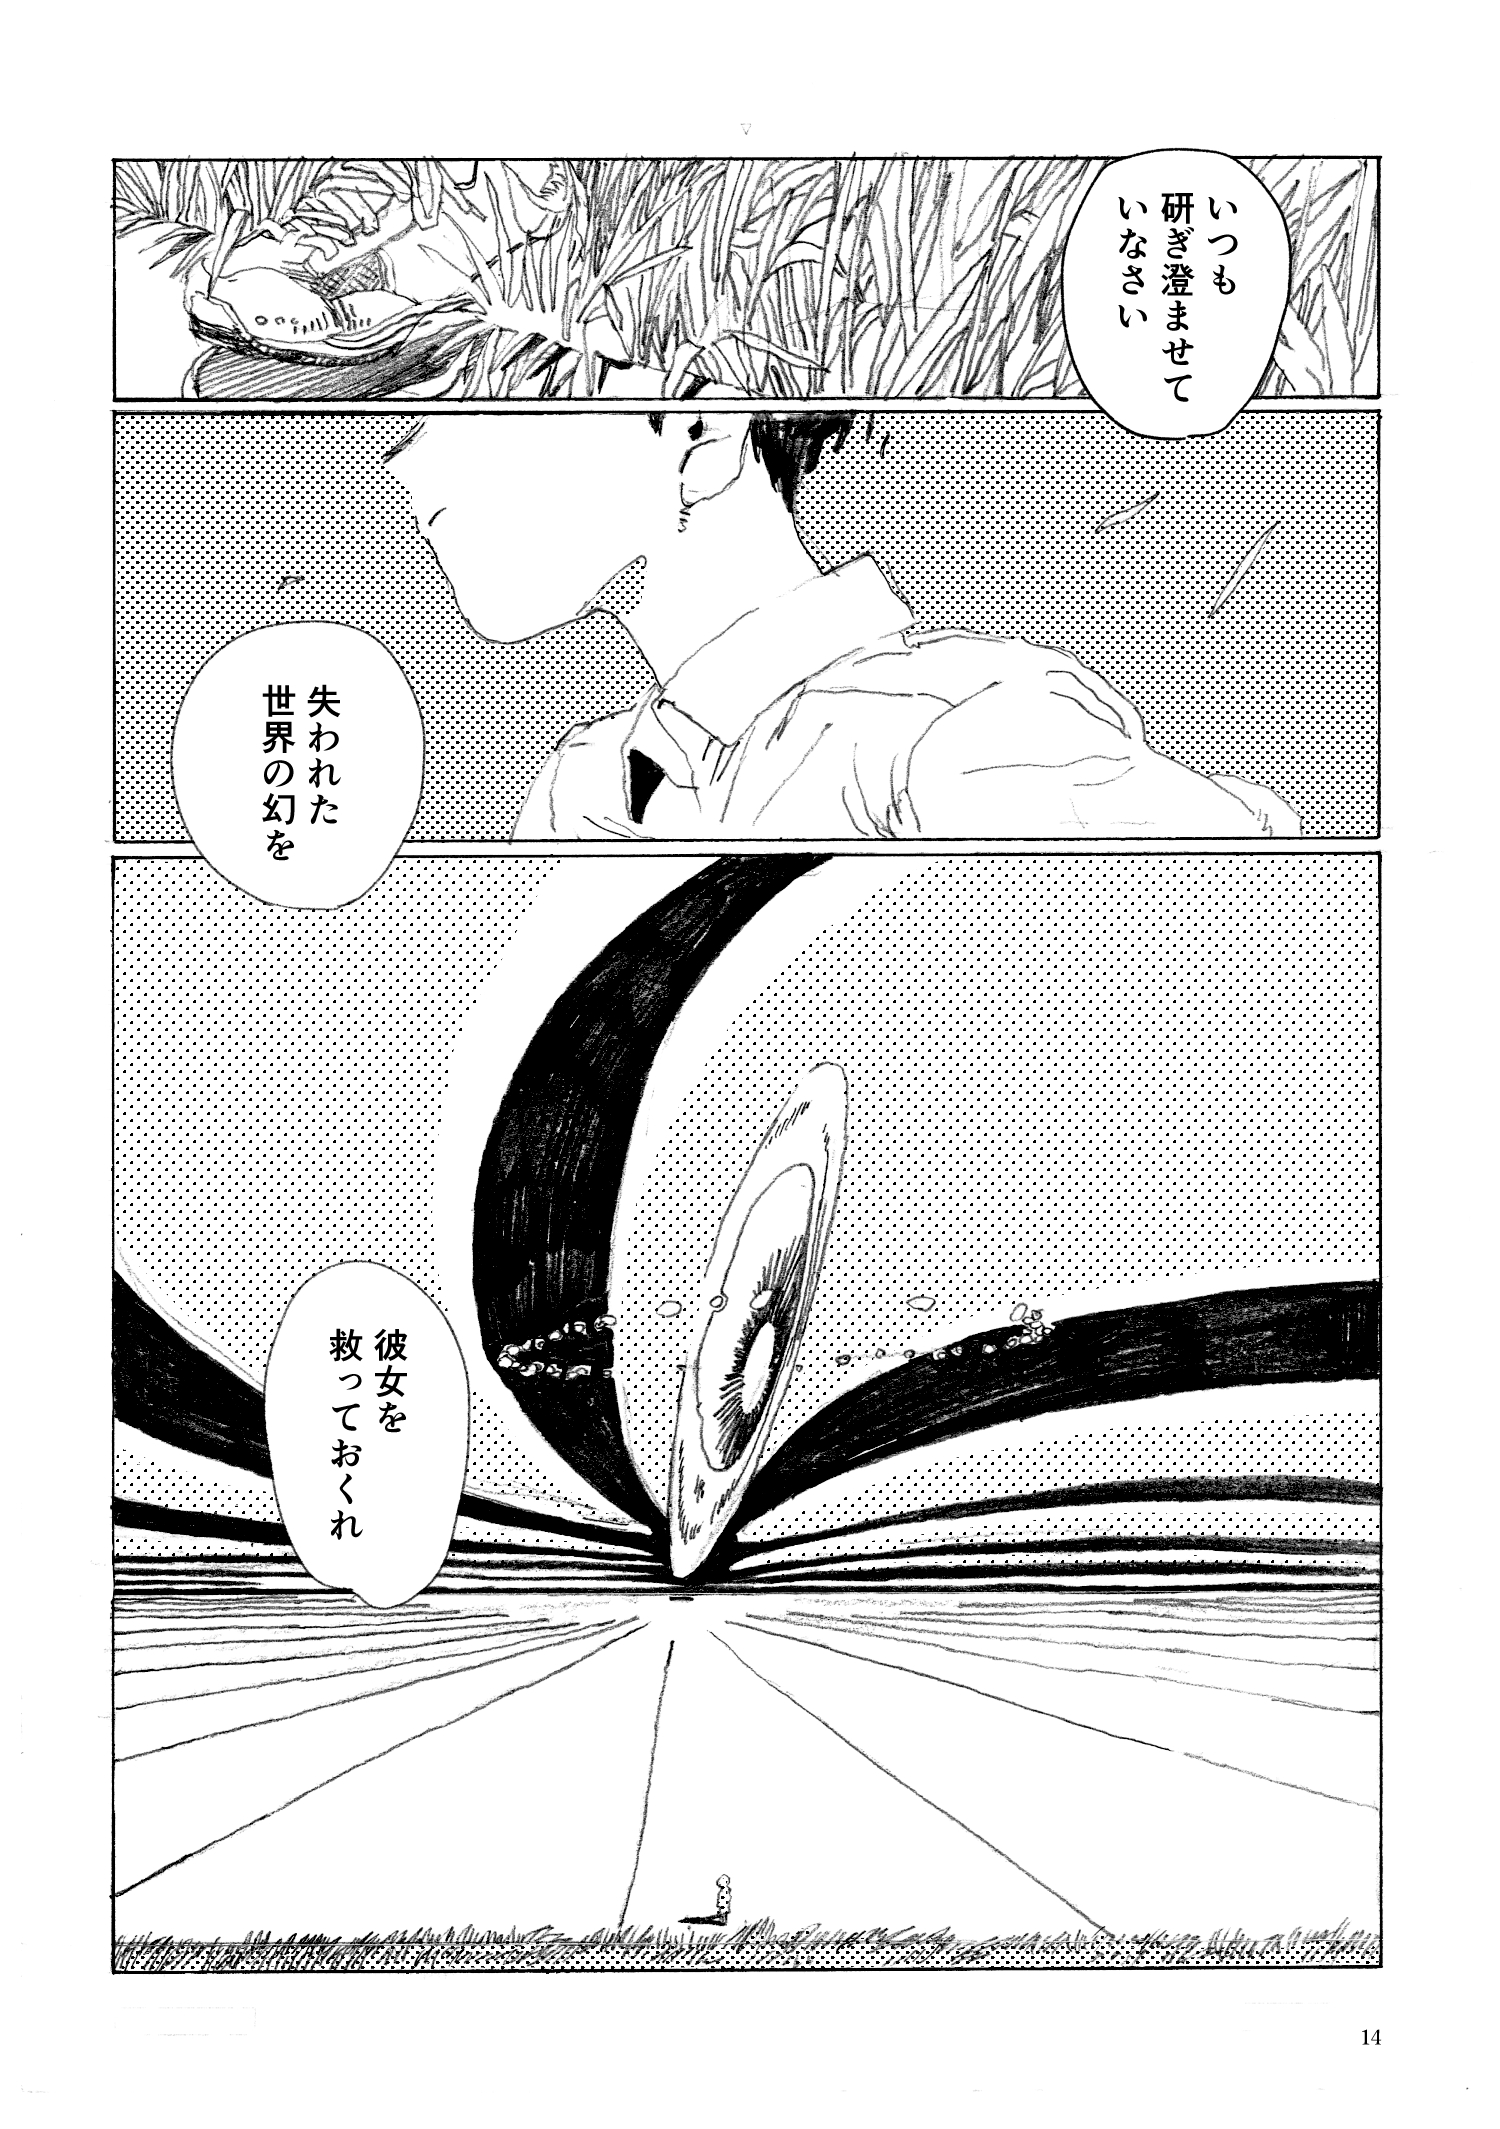 いつも
研ぎ澄ませて
いなさい
失われた
世界の幻を
彼女を
救っておくれ
14